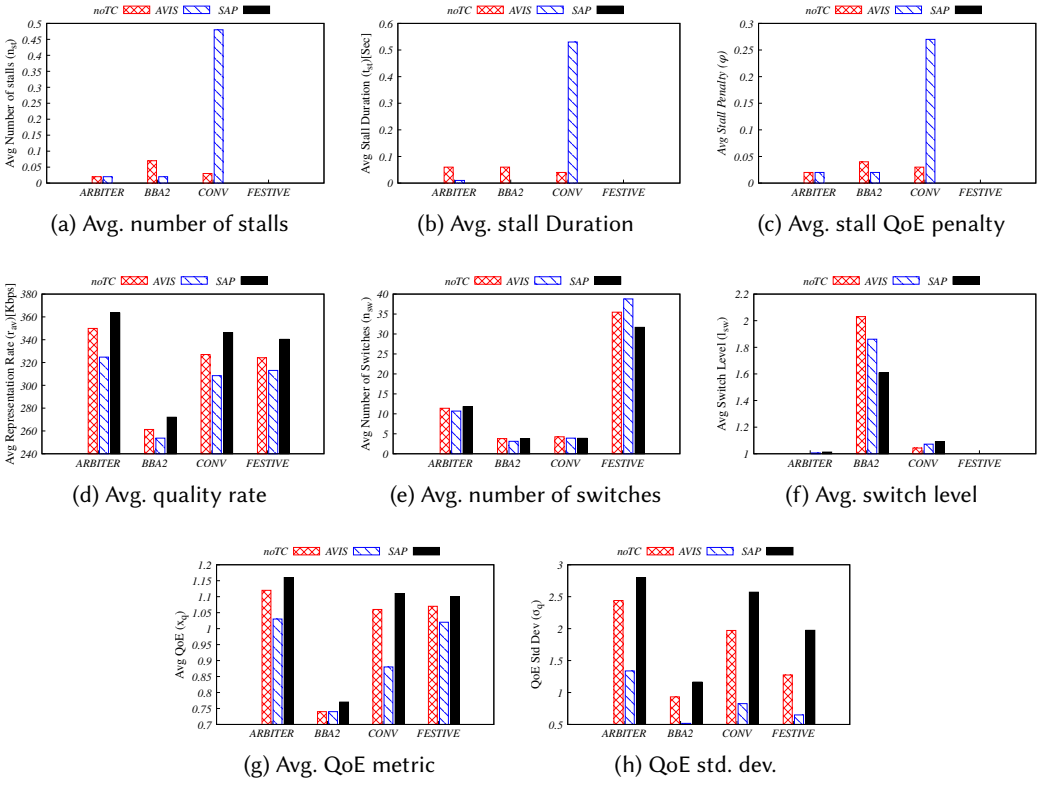 noTC AVIS SAP
Avg Number of stalls (n_st)
0.5
0.45
0.4
0.35
0.3
0.25
0.2
0.15
0.1
0.05
0
ARBITER BBA2 CONV FESTIVE
(a) Avg. number of stalls
noTC AVIS SAP
Avg Stall Duration (t_st)[Sec]
0.6
0.5
0.4
0.3
0.2
0.1
0
ARBITER BBA2 CONV FESTIVE
(b) Avg. stall Duration
noTC AVIS SAP
Avg Stall Penalty (φ)
0.3
0.25
0.2
0.15
0.1
0.05
0
ARBITER BBA2 CONV FESTIVE
(c) Avg. stall QoE penalty
noTC AVIS SAP
Avg Representation Rate (r_av)[Kbps]
380
360
340
320
300
280
260
240
ARBITER BBA2 CONV FESTIVE
(d) Avg. quality rate
noTC AVIS SAP
Avg Number of Switches (n_sw)
40
35
30
25
20
15
10
5
0
ARBITER BBA2 CONV FESTIVE
(e) Avg. number of switches
noTC AVIS SAP
Avg Switch Level (l_sw)
2.2
2
1.8
1.6
1.4
1.2
1
ARBITER BBA2 CONV FESTIVE
(f) Avg. switch level
noTC AVIS SAP
Avg QoE (x_q)
1.2
1.15
1.1
1.05
1
0.95
0.9
0.85
0.8
0.75
0.7
ARBITER BBA2 CONV FESTIVE
(g) Avg. QoE metric
noTC AVIS SAP
QoE Std Dev (σ_q)
3
2.5
2
1.5
1
0.5
ARBITER BBA2 CONV FESTIVE
(h) QoE std. dev.